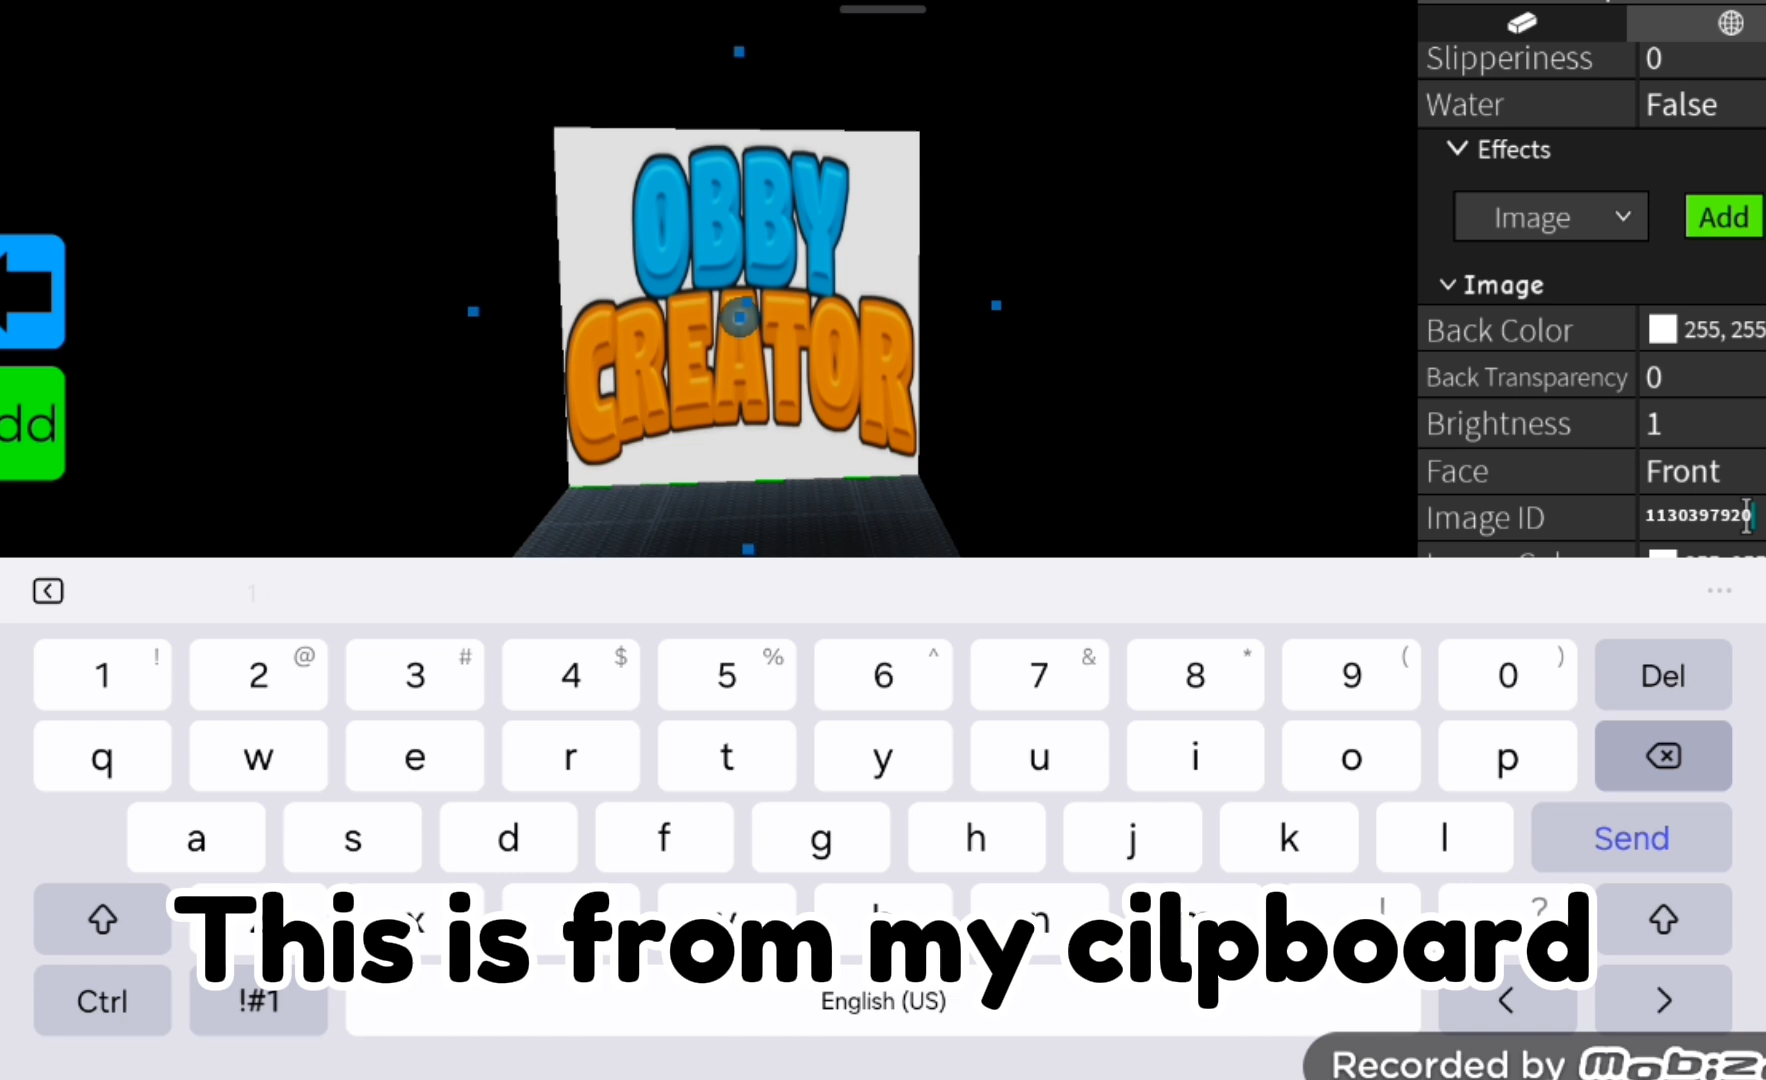 Slipperiness 0
Water False
Effects
Image Add
Image
Back Color 255, 255
Back Transparency 0
Brightness 1
Face Front
Image ID 1130397920
OBBY
CREATOR
dd
1
1 ! 2 @ 3 # 4 $ 5 % 6 ^ 7 & 8 * 9 ( 0 ) Del
q w e r t y u i o p
a s d f g h j k l Send
x n ! ?
This is from my cilpboard
Ctrl !#1 English (US) < >
Recorded by mobiz